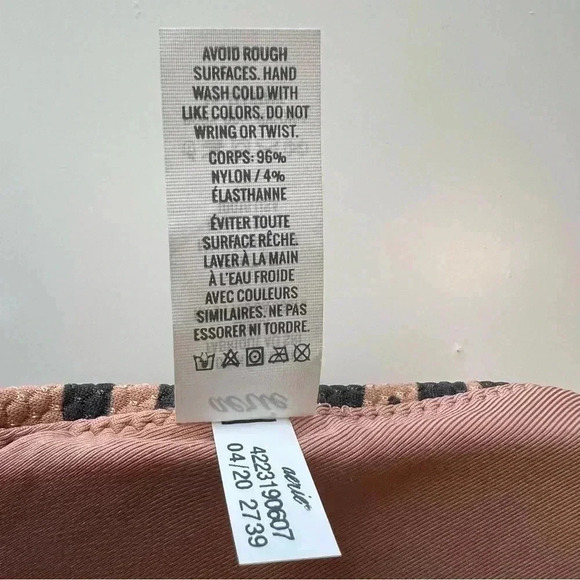 AVOID ROUGH
SURFACES. HAND
WASH COLD WITH
LIKE COLORS. DO NOT
WRING OR TWIST.
CORPS: 96%
NYLON / 4%
ÉLASTHANNE
ÉVITER TOUTE
SURFACE RÊCHE.
LAVER À LA MAIN
À L'EAU FROIDE
AVEC COULEURS
SIMILAIRES. NE PAS
ESSORER NI TORDRE.
aerie
aerie
4223190607
04/20 2739